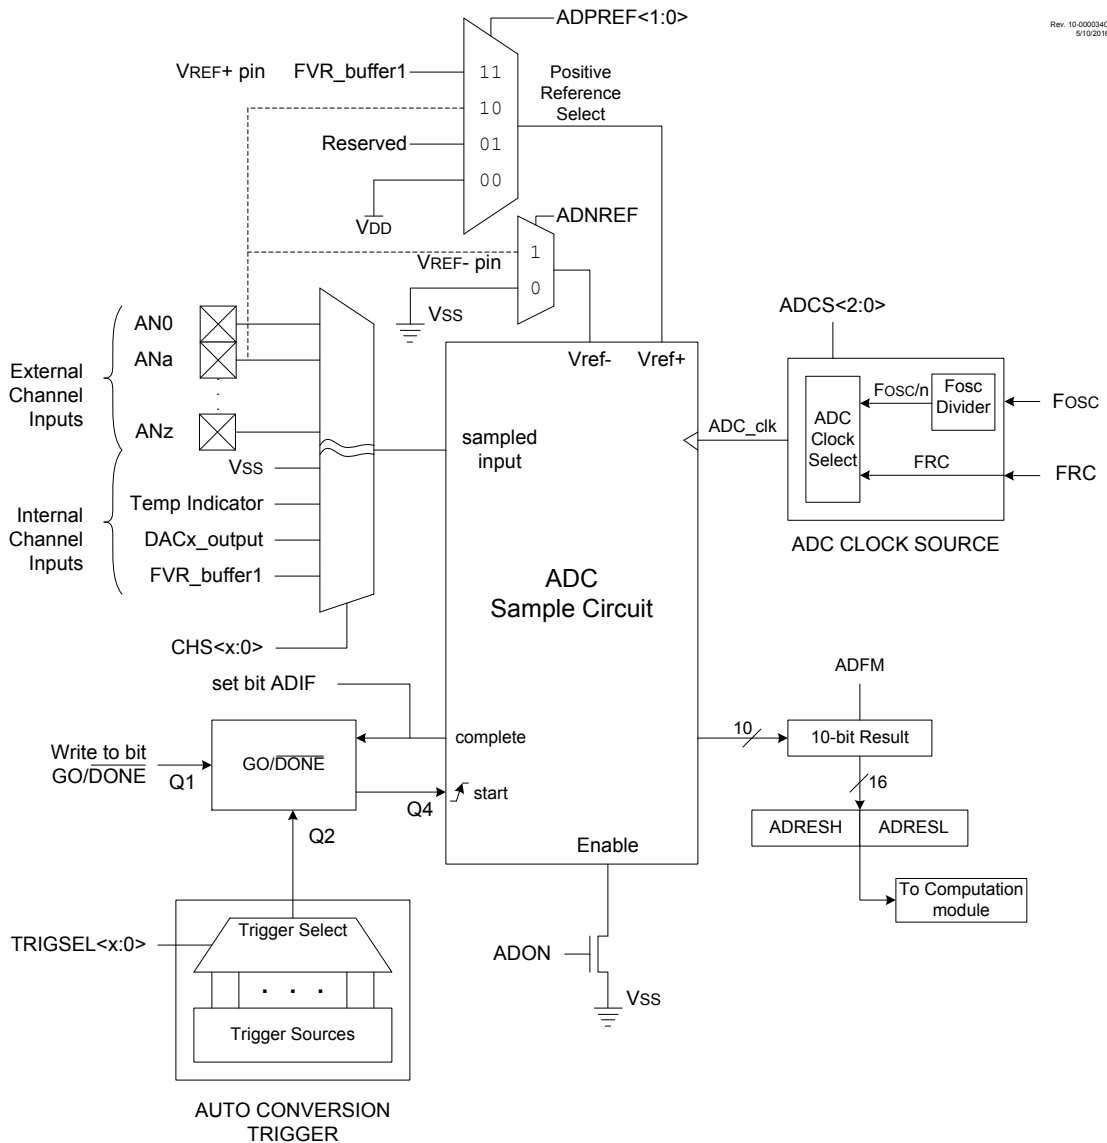 Rev. 10-000034C
5/10/2016
ADPREF<1:0>
VREF+ pin
FVR_buffer1
11
Positive
Reference
Select
10
Reserved
01
00
VDD
ADNREF
VREF- pin
1
0
VSS
ADCS<2:0>
External
Channel
Inputs
AN0
ANa
ANz
Vref-
Vref+
ADC
Clock
Select
FOSC/n
Fosc
Divider
FOSC
FRC
FRC
ADC_clk
ADC CLOCK SOURCE
sampled
input
Internal
Channel
Inputs
VSS
Temp Indicator
DACx_output
FVR_buffer1
ADC
Sample Circuit
CHS<x:0>
set bit ADIF
ADFM
Write to bit
GO/DONE
Q1
GO/DONE
complete
Q4
start
Q2
10
10-bit Result
16
ADRESH
ADRESL
Enable
To Computation
module
TRIGSEL<x:0>
Trigger Select
. . .
Trigger Sources
ADON
VSS
AUTO CONVERSION
TRIGGER